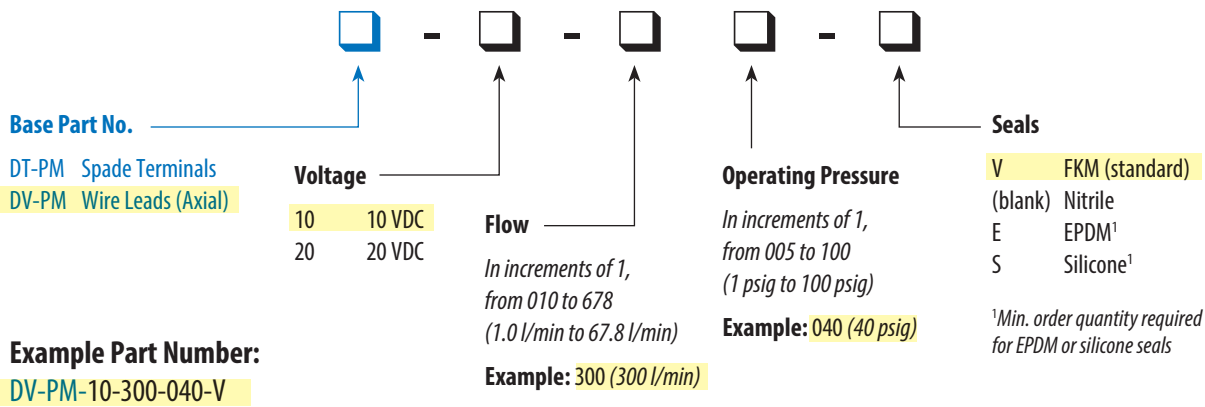 Base Part No.
DT-PM Spade Terminals
DV-PM Wire Leads (Axial)
Voltage
10 10 VDC
20 20 VDC
Flow
In increments of 1,
from 010 to 678
(1.0 l/min to 67.8 l/min)
Example: 300 (300 l/min)
Operating Pressure
In increments of 1,
from 005 to 100
(1 psig to 100 psig)
Example: 040 (40 psig)
Seals
V FKM (standard)
(blank) Nitrile
E EPDM¹
S Silicone¹
¹Min. order quantity required
for EPDM or silicone seals
Example Part Number:
DV-PM-10-300-040-V